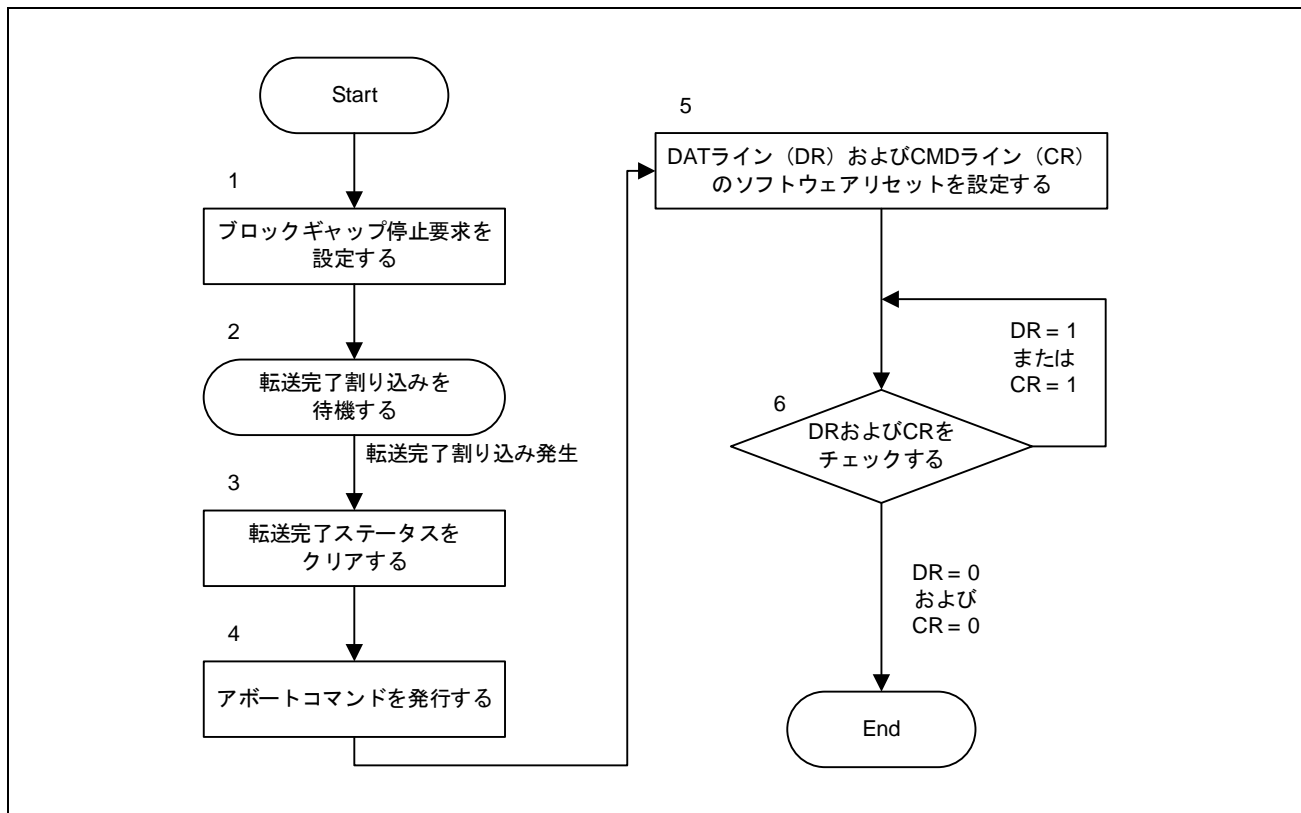 Start
1
ブロックギャップ停止要求を
設定する
2
転送完了割り込みを
待機する
転送完了割り込み発生
3
転送完了ステータスを
クリアする
4
アボートコマンドを発行する
5
DATライン（DR）およびCMDライン（CR）
のソフトウェアリセットを設定する
DR = 1
または
CR = 1
6
DRおよびCRを
チェックする
DR = 0
および
CR = 0
End